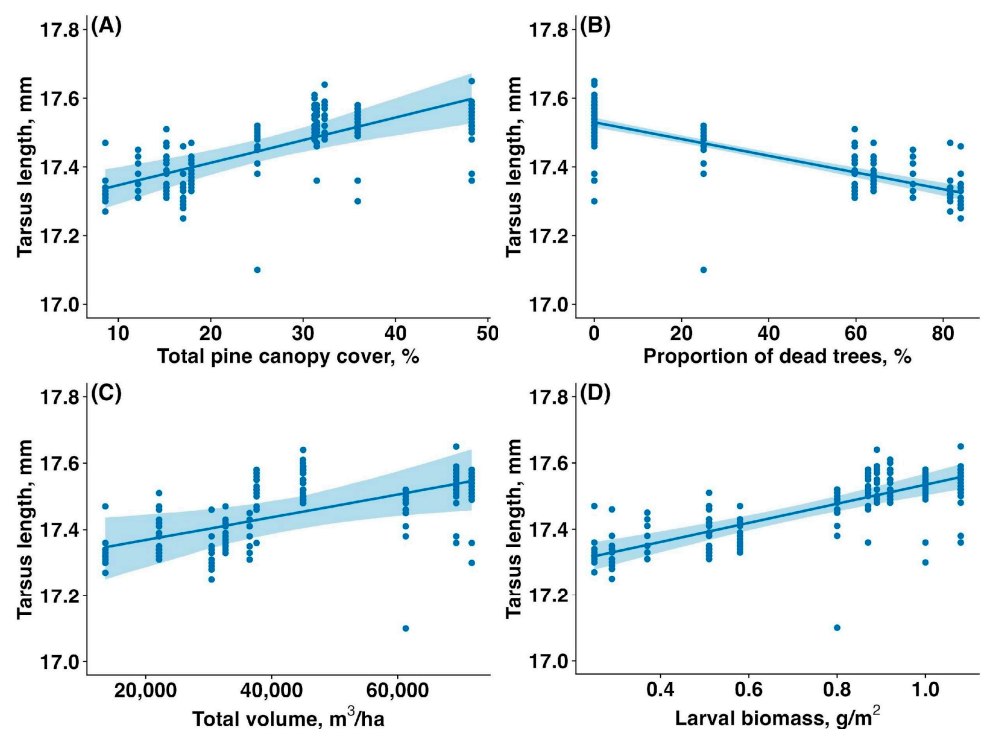 (A)
17.8
17.6
17.4
17.2
17.0
Tarsus length, mm
10 20 30 40 50
Total pine canopy cover, %
(B)
17.8
17.6
17.4
17.2
17.0
Tarsus length, mm
0 20 40 60 80
Proportion of dead trees, %
(C)
17.8
17.6
17.4
17.2
17.0
Tarsus length, mm
20,000 40,000 60,000
Total volume, m³/ha
(D)
17.8
17.6
17.4
17.2
17.0
Tarsus length, mm
0.4 0.6 0.8 1.0
Larval biomass, g/m²